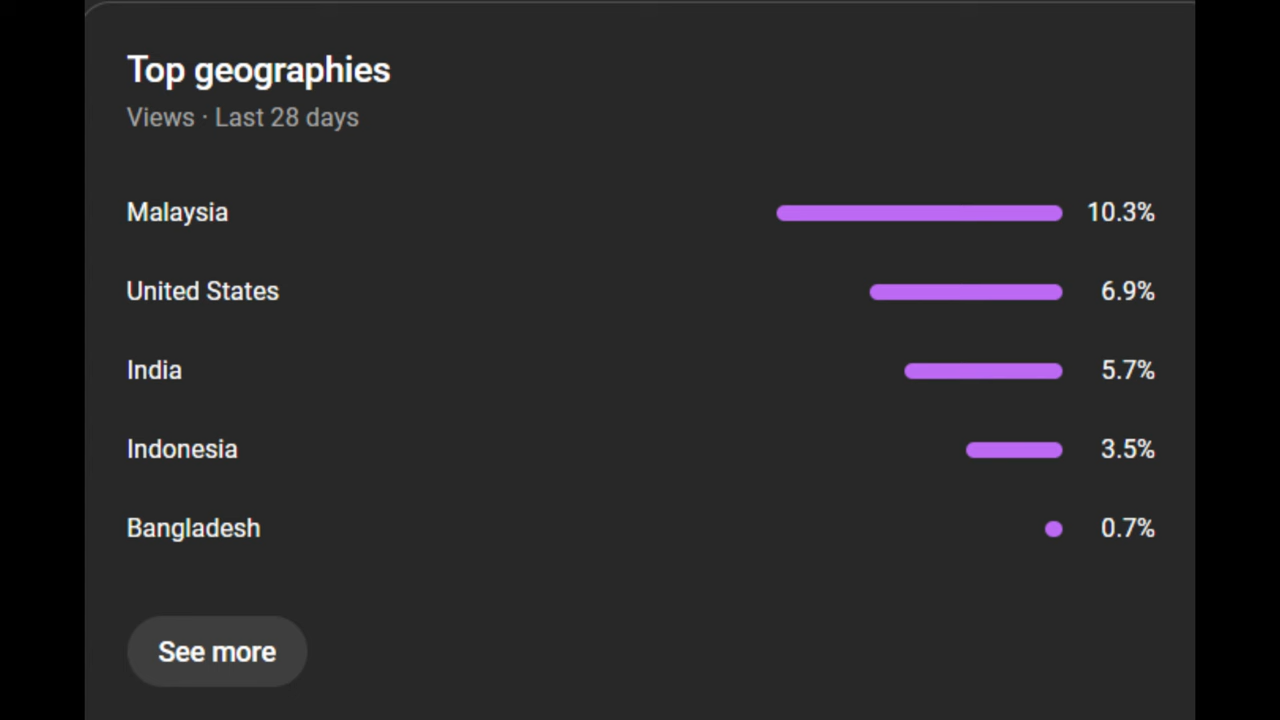 Top geographies
Views · Last 28 days
Malaysia 10.3%
United States 6.9%
India 5.7%
Indonesia 3.5%
Bangladesh 0.7%
See more